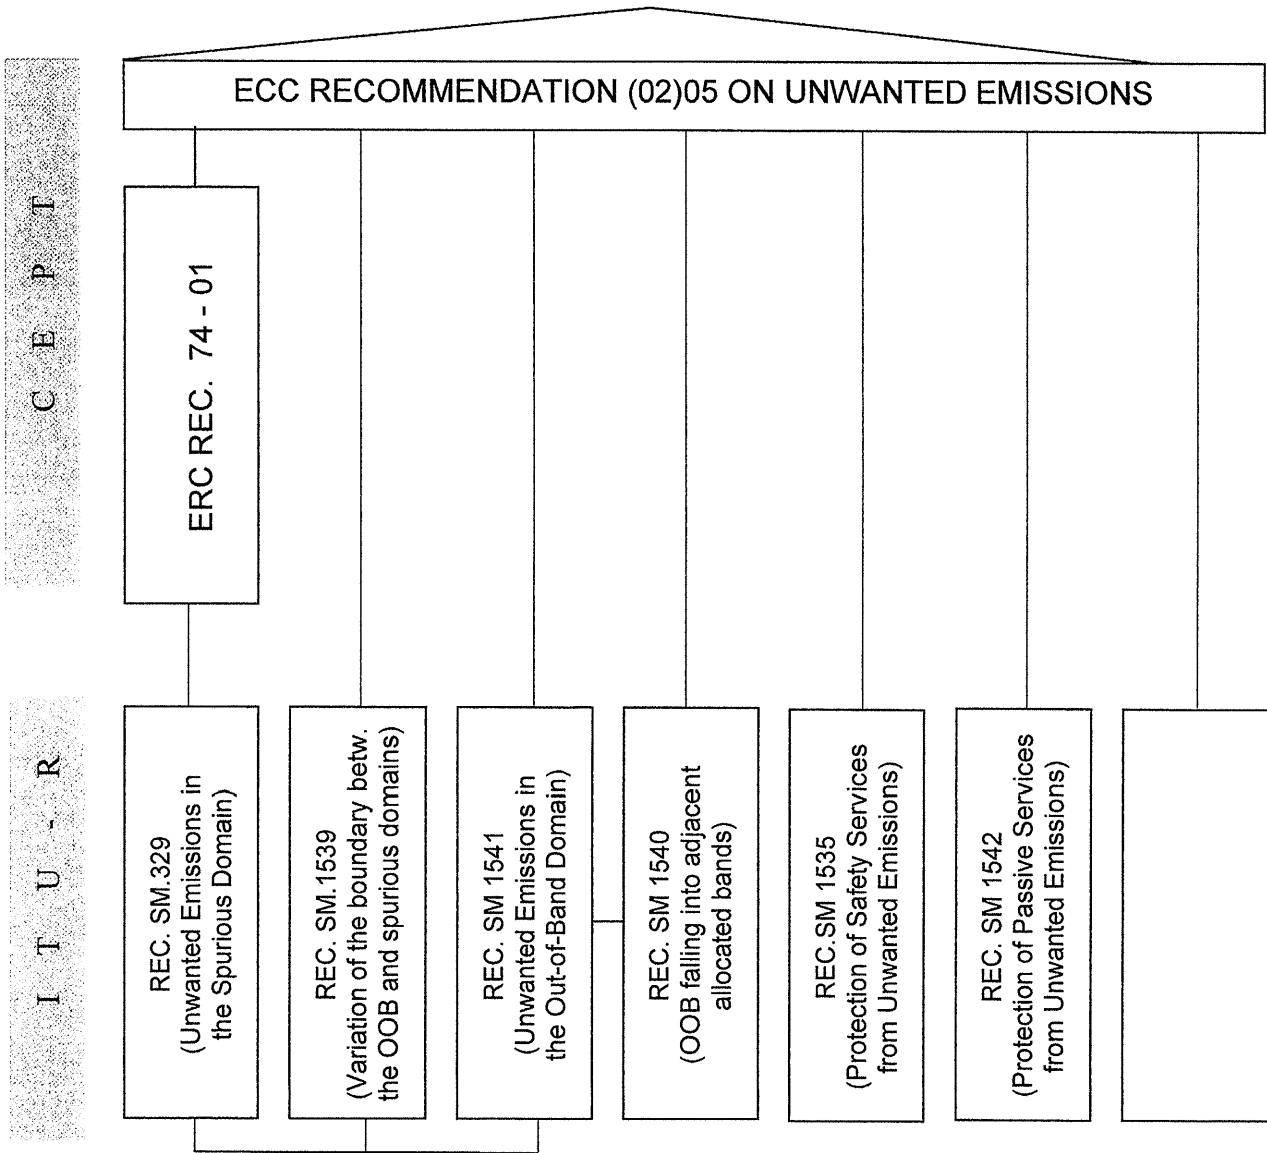 ECC RECOMMENDATION (02)05 ON UNWANTED EMISSIONS
C E P T
ERC REC. 74 - 01
I T U - R
REC. SM.329
(Unwanted Emissions in
the Spurious Domain)
REC. SM.1539
(Variation of the boundary betw.
the OOB and spurious domains)
REC. SM 1541
(Unwanted Emissions in
the Out-of-Band Domain)
REC. SM 1540
(OOB falling into adjacent
allocated bands)
REC.SM 1535
(Protection of Safety Services
from Unwanted Emissions)
REC. SM 1542
(Protection of Passive Services
from Unwanted Emissions)